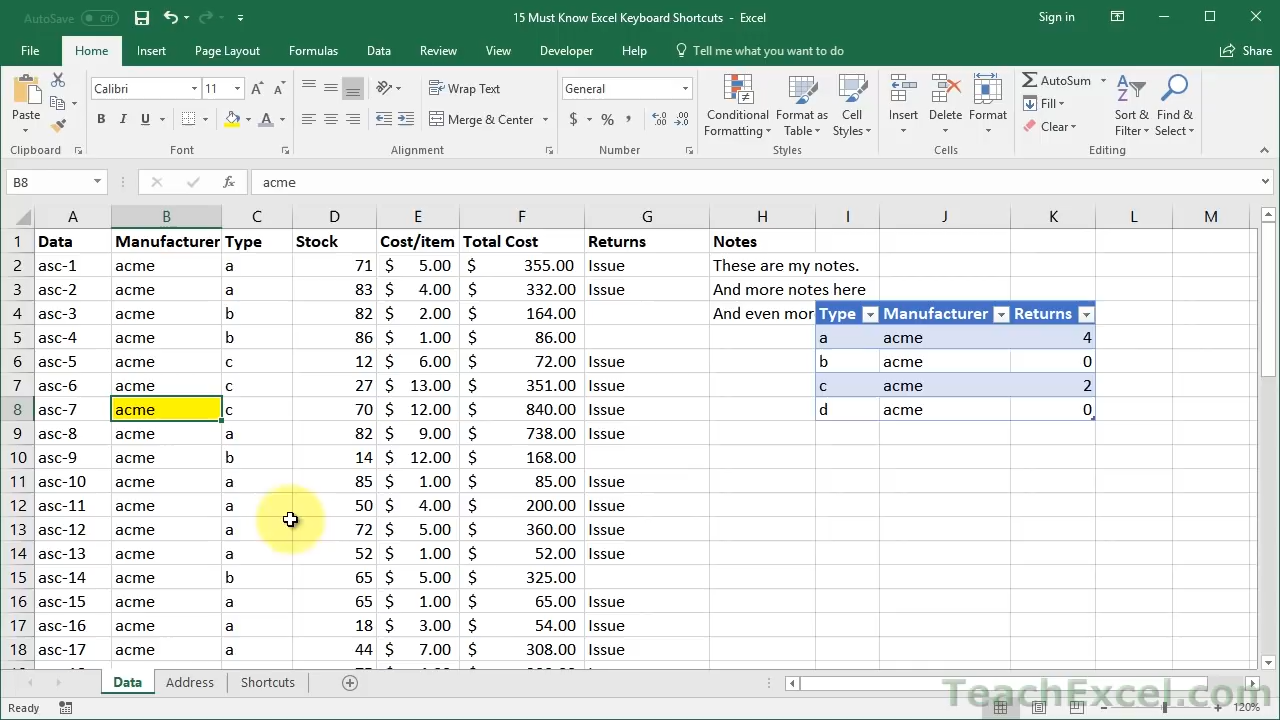 AutoSave Off 15 Must Know Excel Keyboard Shortcuts - Excel Sign in
File Home Insert Page Layout Formulas Data Review View Developer Help Tell me what you want to do Share
Calibri 11 Wrap Text General AutoSum
Paste Conditional Formatting Format as Table Cell Styles Insert Delete Format Fill Sort & Filter Find & Select
B I U A Merge & Center $ % , Clear
Clipboard Font Alignment Number Styles Cells Editing
B8 fx acme
A B C D E F G H I J K L M
1 Data Manufacturer Type Stock Cost/item Total Cost Returns Notes
2 asc-1 acme a 71 $ 5.00 $ 355.00 Issue These are my notes.
3 asc-2 acme a 83 $ 4.00 $ 332.00 Issue And more notes here
4 asc-3 acme b 82 $ 2.00 $ 164.00 And even mor Type Manufacturer Returns
5 asc-4 acme b 86 $ 1.00 $ 86.00 a acme 4
6 asc-5 acme c 12 $ 6.00 $ 72.00 Issue b acme 0
7 asc-6 acme c 27 $ 13.00 $ 351.00 Issue c acme 2
8 asc-7 acme c 70 $ 12.00 $ 840.00 Issue d acme 0
9 asc-8 acme a 82 $ 9.00 $ 738.00 Issue
10 asc-9 acme b 14 $ 12.00 $ 168.00
11 asc-10 acme a 85 $ 1.00 $ 85.00 Issue
12 asc-11 acme a 50 $ 4.00 $ 200.00 Issue
13 asc-12 acme a 72 $ 5.00 $ 360.00 Issue
14 asc-13 acme a 52 $ 1.00 $ 52.00 Issue
15 asc-14 acme b 65 $ 5.00 $ 325.00
16 asc-15 acme a 65 $ 1.00 $ 65.00 Issue
17 asc-16 acme a 18 $ 3.00 $ 54.00 Issue
18 asc-17 acme a 44 $ 7.00 $ 308.00 Issue
Data Address Shortcuts
TeachExcel.com
Ready 120%